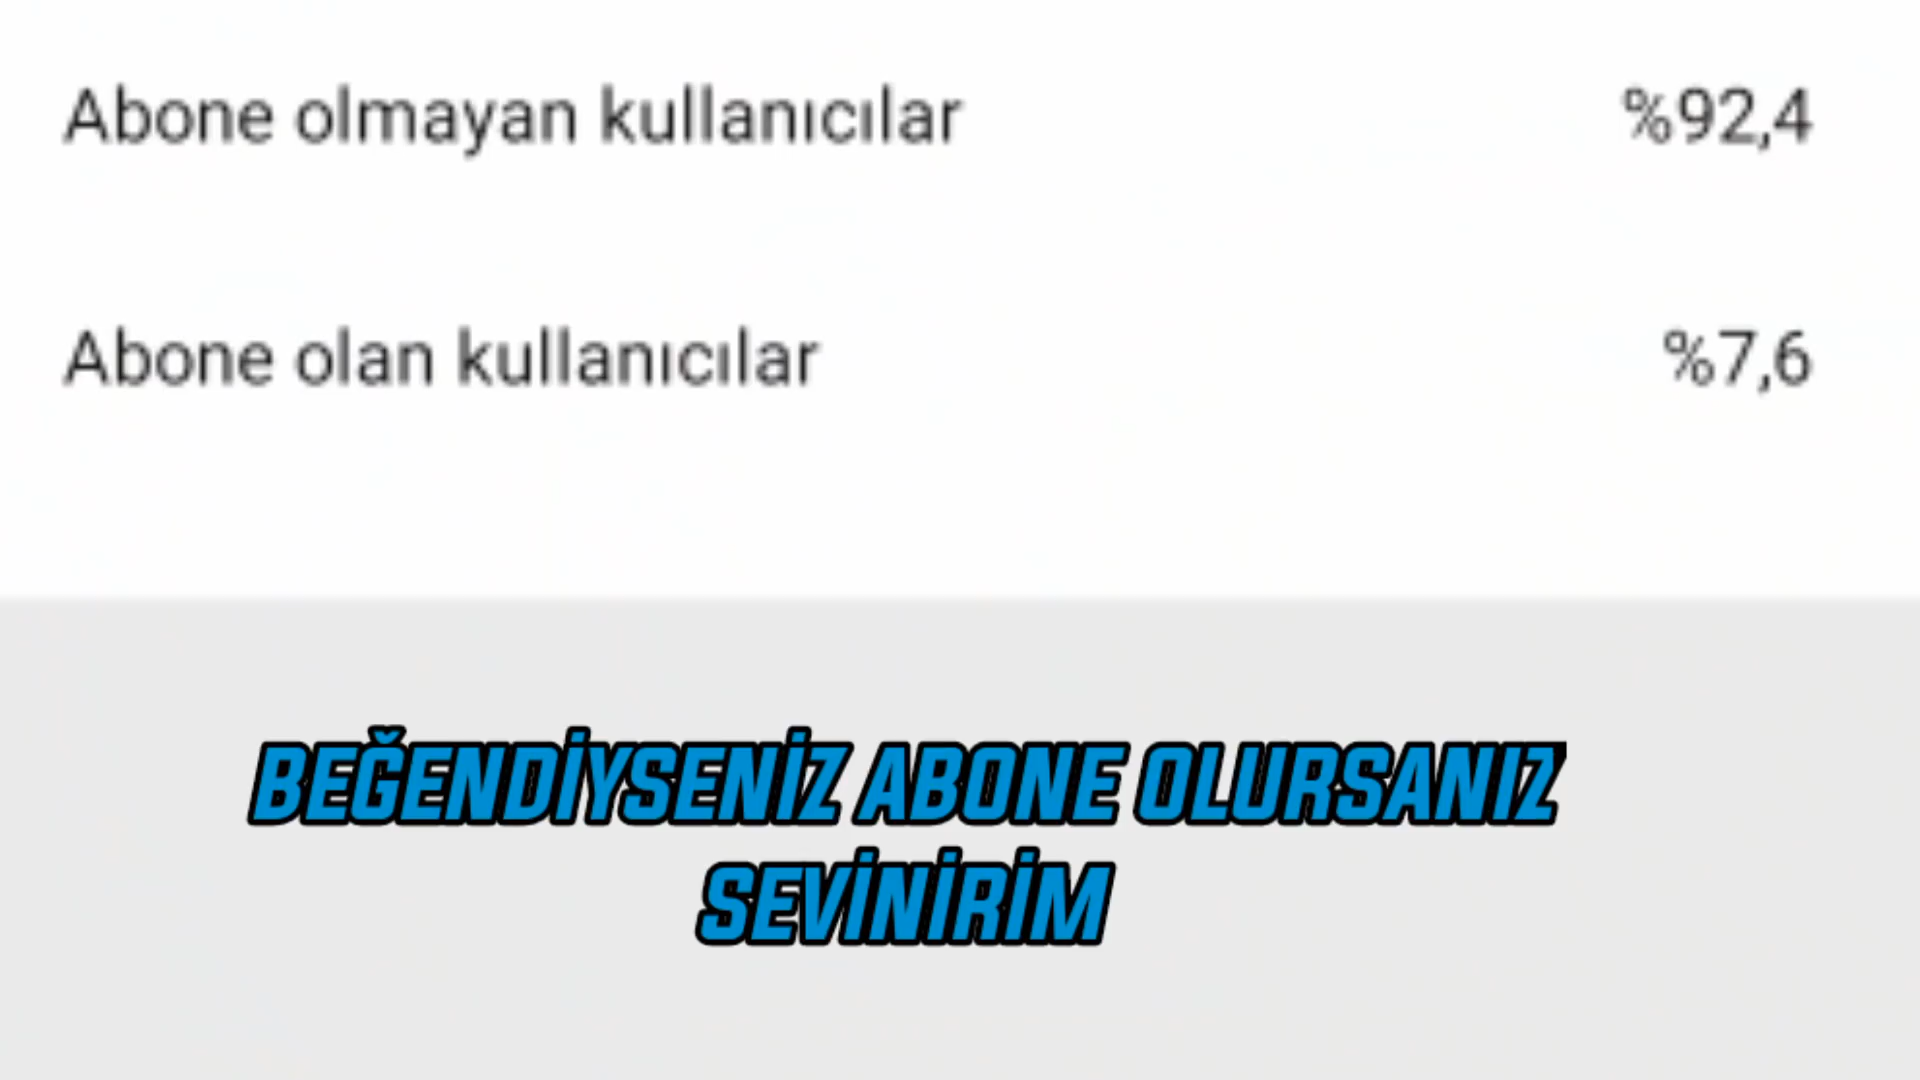 Abone olmayan kullanıcılar %92,4
Abone olan kullanıcılar %7,6
BEĞENDİYSENİZ ABONE OLURSANIZ
SEVİNİRİM